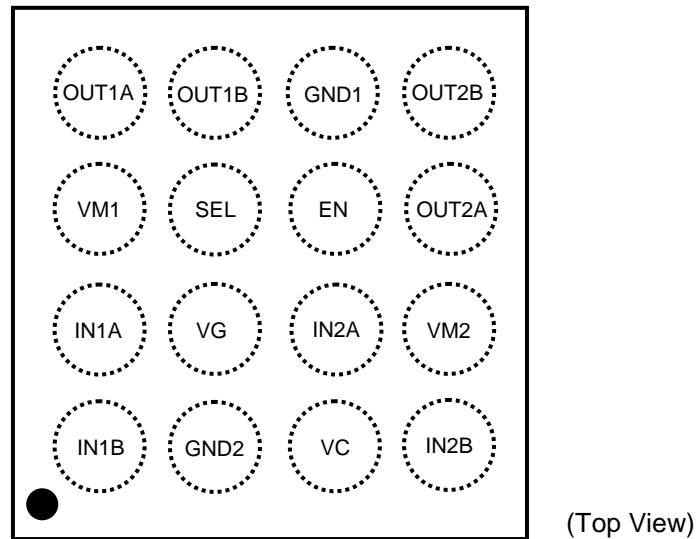 OUT1A OUT1B GND1 OUT2B
VM1 SEL EN OUT2A
IN1A VG IN2A VM2
IN1B GND2 VC IN2B
(Top View)